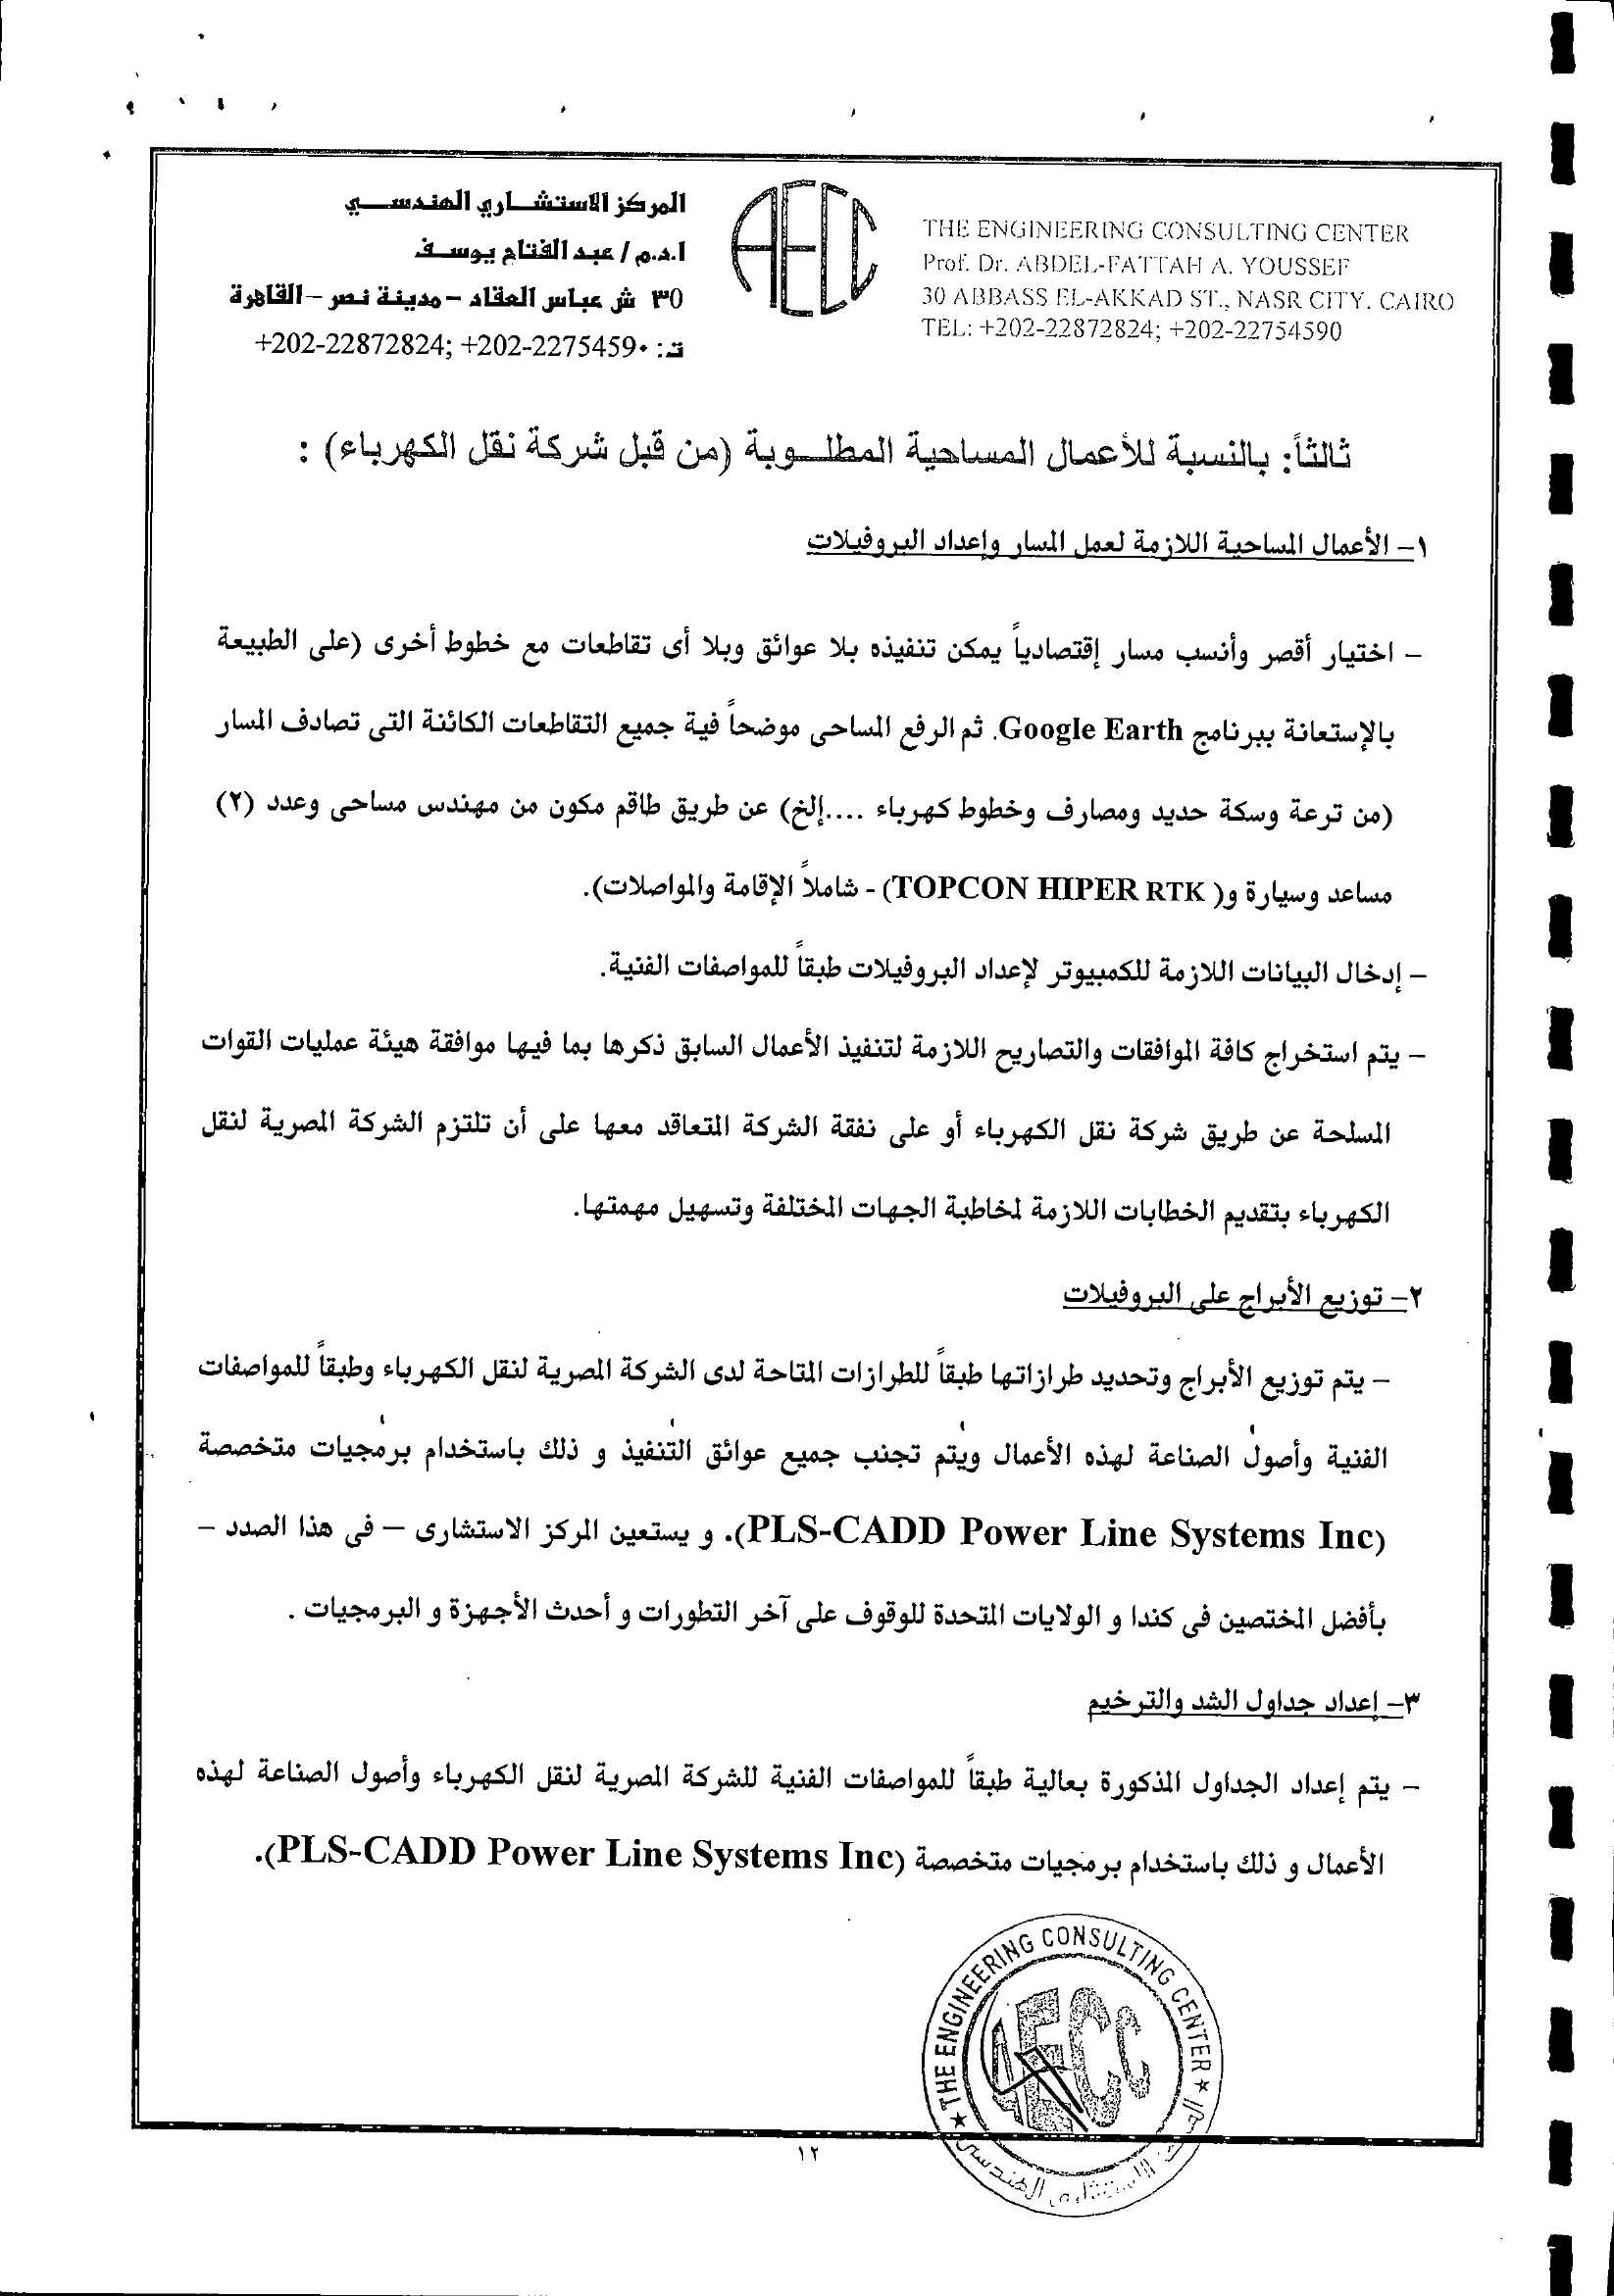 المركز الاستشاري الهندسي
ا.د.م / عبد الفتاح يوسف
٣٥ ش عباس العقاد – مدينة نصر – القاهرة
ت: +202-22872824; +202-2275459٠
AECC
THE ENGINEERING CONSULTING CENTER
Prof. Dr. ABDEL-FATTAH A. YOUSSEF
30 ABBASS EL-AKKAD ST., NASR CITY. CAIRO
TEL: +202-22872824; +202-22754590
ثالثاً: بالنسبة للأعمال المساحية المطلوبة (من قبل شركة نقل الكهرباء) :
١– الأعمال المساحية اللازمة لعمل المسار وإعداد البروفيلات
– اختيار أقصر وأنسب مسار إقتصادياً يمكن تنفيذه بلا عوائق وبلا أى تقاطعات مع خطوط أخرى (على الطبيعة
بالإستعانة ببرنامج Google Earth. ثم الرفع المساحى موضحاً فية جميع التقاطعات الكائنة التى تصادف المسار
(من ترعة وسكة حديد ومصارف وخطوط كهرباء ....إلخ) عن طريق طاقم مكون من مهندس مساحى وعدد (٢)
مساعد وسيارة و( TOPCON HIPER RTK) - شاملاً الإقامة والمواصلات).
– إدخال البيانات اللازمة للكمبيوتر لإعداد البروفيلات طبقاً للمواصفات الفنية.
– يتم استخراج كافة الموافقات والتصاريح اللازمة لتنفيذ الأعمال السابق ذكرها بما فيها موافقة هيئة عمليات القوات
المسلحة عن طريق شركة نقل الكهرباء أو على نفقة الشركة المتعاقد معها على أن تلتزم الشركة المصرية لنقل
الكهرباء بتقديم الخطابات اللازمة لمخاطبة الجهات المختلفة وتسهيل مهمتها.
٢– توزيع الأبراج على البروفيلات
– يتم توزيع الأبراج وتحديد طرازاتها طبقاً للطرازات المتاحة لدى الشركة المصرية لنقل الكهرباء وطبقاً للمواصفات
الفنية وأصول الصناعة لهذه الأعمال ويتم تجنب جميع عوائق التنفيذ و ذلك باستخدام برمجيات متخصصة
(PLS-CADD Power Line Systems Inc). و يستعين المركز الاستشارى – فى هذا الصدد –
بأفضل المختصين فى كندا و الولايات المتحدة للوقوف على آخر التطورات و أحدث الأجهزة و البرمجيات .
٣– إعداد جداول الشد والترخيم
– يتم إعداد الجداول المذكورة بعالية طبقاً للمواصفات الفنية للشركة المصرية لنقل الكهرباء وأصول الصناعة لهذه
الأعمال و ذلك باستخدام برمجيات متخصصة (PLS-CADD Power Line Systems Inc).
THE ENGINEERING CONSULTING CENTER
AECC
الاستشارى الهندسى
١٢